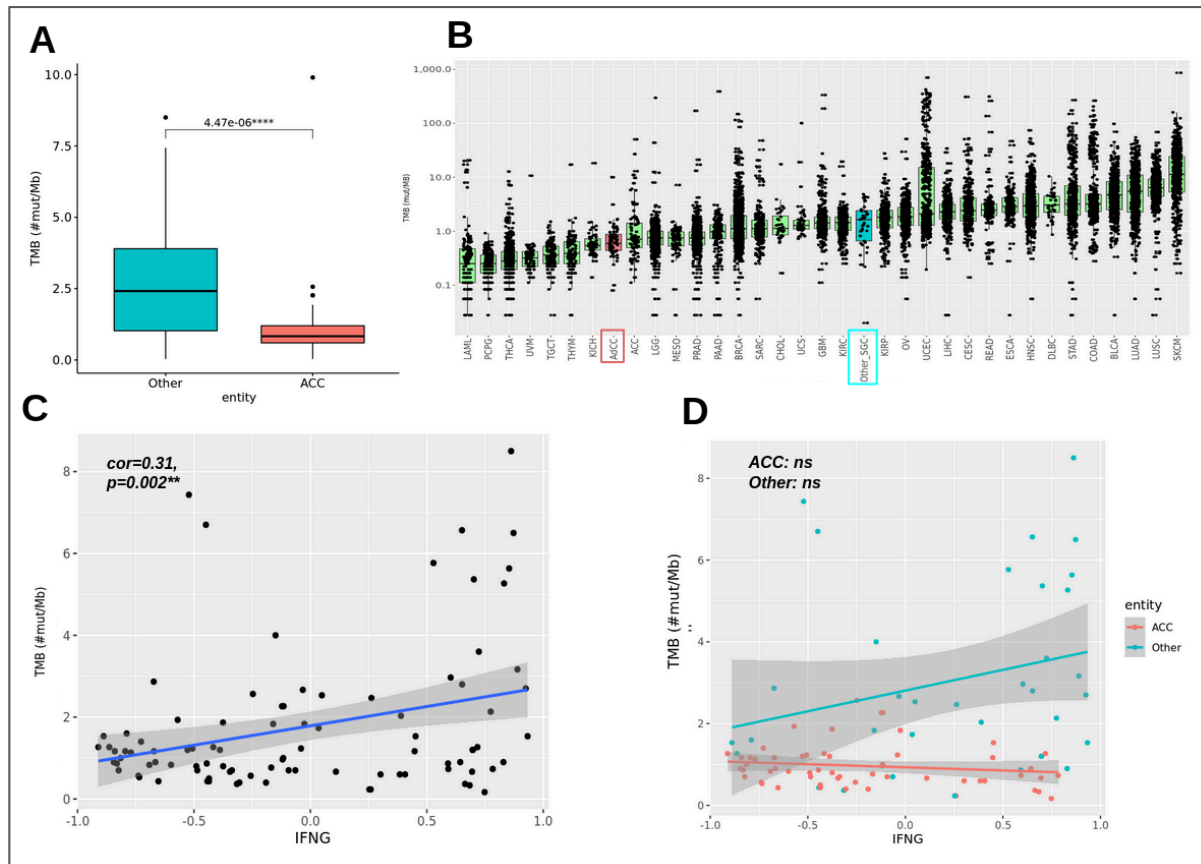 A
10.0
7.5
5.0
2.5
0.0
TMB (#mut/Mb)
4.47e-06****
Other
ACC
entity
B
1,000.0
100.0
10.0
1.0
0.1
TMB (mut/MB)
LAML
PCPG
THCA
UVM
TGCT
THYM
KICH
AdCC
ACC
LGG
MESO
PRAD
PAAD
BRCA
SARC
CHOL
UCS
GBM
KIRC
Other_SGC
KIRP
OV
UCEC
LIHC
CESC
READ
ESCA
HNSC
DLBC
STAD
COAD
BLCA
LUAD
LUSC
SKCM
C
cor=0.31,
p=0.002**
8
6
4
2
0
TMB (#mut/Mb)
-1.0
-0.5
0.0
0.5
1.0
IFNG
D
ACC: ns
Other: ns
8
6
4
2
0
TMB (#mut/Mb)
-1.0
-0.5
0.0
0.5
1.0
IFNG
entity
ACC
Other